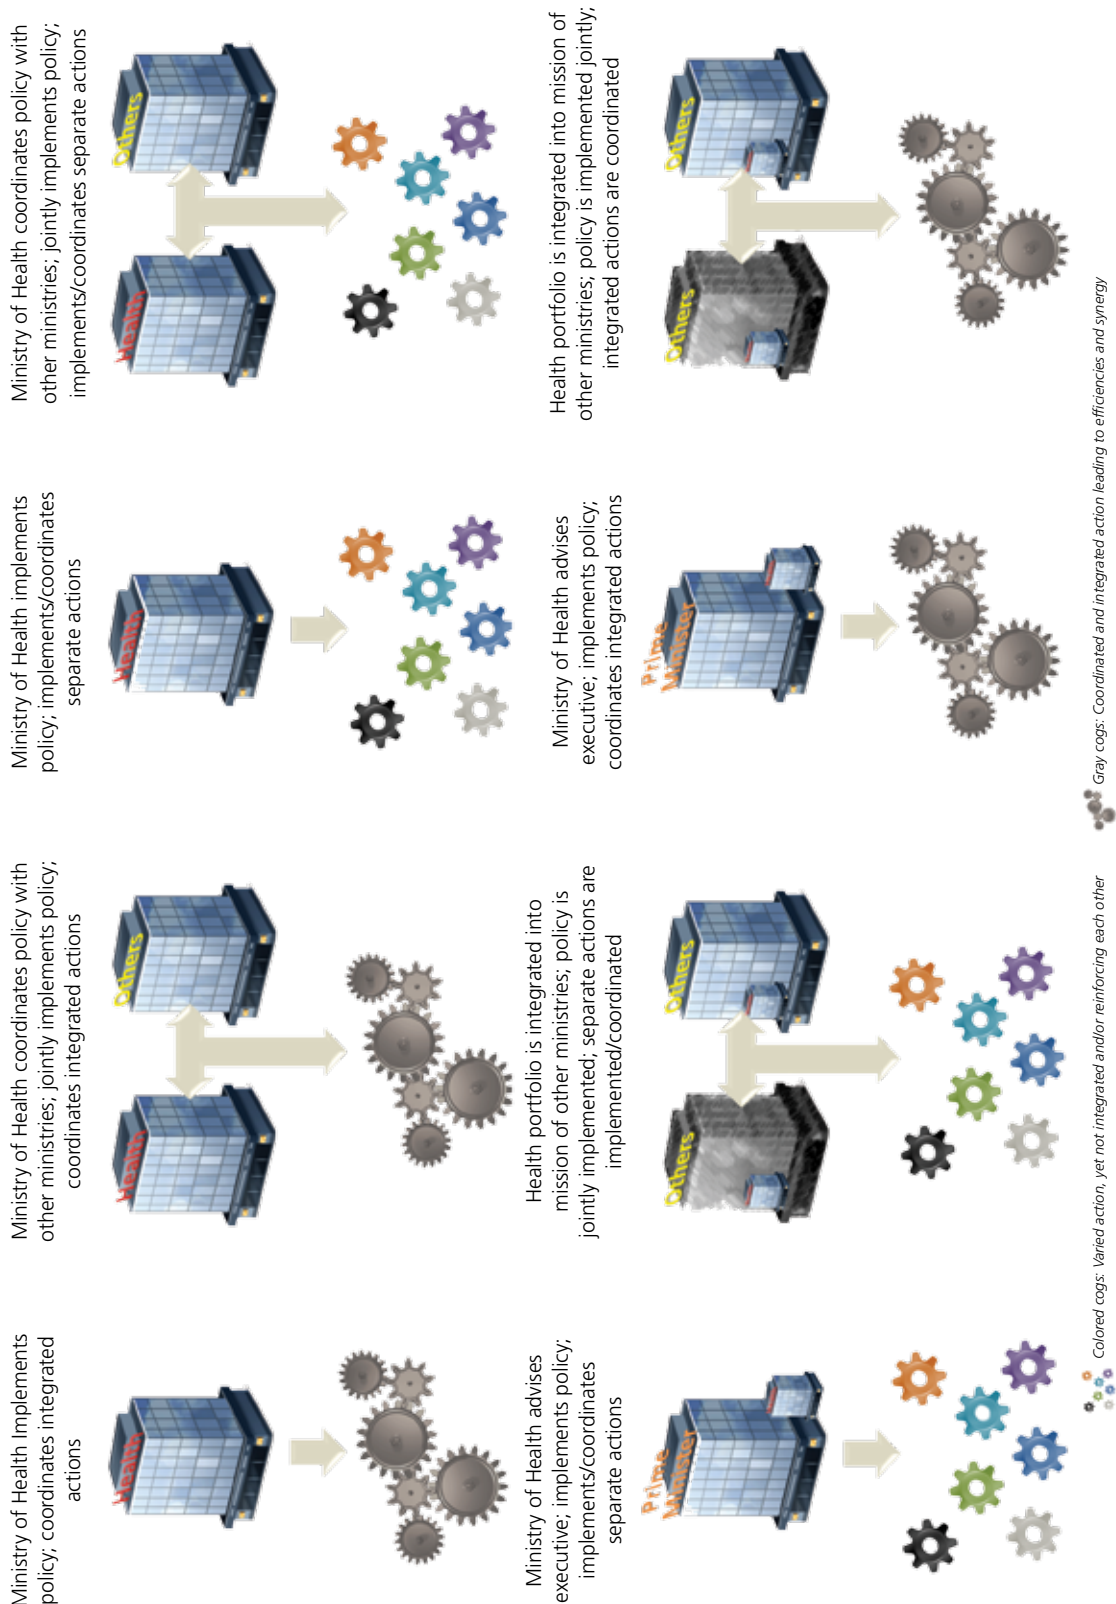 Ministry of Health Implements
policy; coordinates integrated
actions
Health
Ministry of Health coordinates policy with
other ministries; jointly implements policy;
coordinates integrated actions
Health
Others
Ministry of Health implements
policy; implements/coordinates
separate actions
Health
Ministry of Health coordinates policy with
other ministries; jointly implements policy;
implements/coordinates separate actions
Health
Others
Ministry of Health advises
executive; implements policy;
implements/coordinates
separate actions
Prime
Minister
Health portfolio is integrated into
mission of other ministries; policy is
jointly implemented; separate actions are
implemented/coordinated
Others
Others
Ministry of Health advises
executive; implements policy;
coordinates integrated actions
Prime
Minister
Health portfolio is integrated into mission of
other ministries; policy is implemented jointly;
integrated actions are coordinated
Others
Others
Colored cogs: Varied action, yet not integrated and/or reinforcing each other
Gray cogs: Coordinated and integrated action leading to efficiencies and synergy